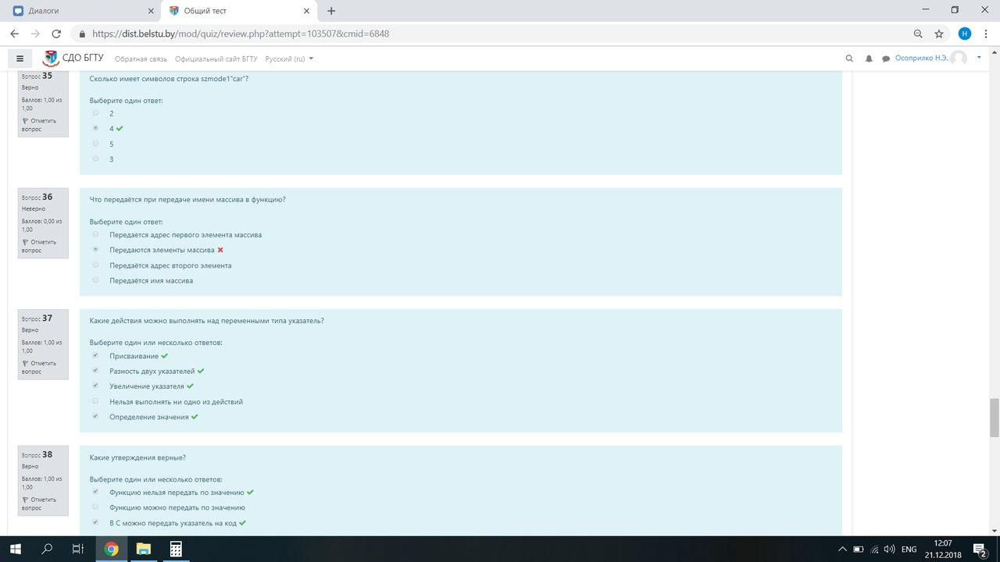 Диалоги
Общий тест
https://dist.belstu.by/mod/quiz/review.php?attempt=103507&cmid=6848
Н
СДО БГТУ
Обратная связь
Официальный сайт БГТУ
Русский (ru)
Осоприлко Н.Э.
Вопрос 35
Верно
Баллов: 1,00 из
1,00
Отметить
вопрос
Сколько имеет символов строка szmode1"car"?
Выберите один ответ:
2
4
5
3
Вопрос 36
Неверно
Баллов: 0,00 из
1,00
Отметить
вопрос
Что передаётся при передаче имени массива в функцию?
Выберите один ответ:
Передается адрес первого элемента массива
Передаются элементы массива
Передаётся адрес второго элемента
Передаётся имя массива
Вопрос 37
Верно
Баллов: 1,00 из
1,00
Отметить
вопрос
Какие действия можно выполнять над переменными типа указатель?
Выберите один или несколько ответов:
Присваивание
Разность двух указателей
Увеличение указателя
Нельзя выполнять ни одно из действий
Определение значения
Вопрос 38
Верно
Баллов: 1,00 из
1,00
Отметить
вопрос
Какие утверждения верные?
Выберите один или несколько ответов:
Функцию нельзя передать по значению
Функцию можно передать по значению
В С можно передать указатель на код
ENG
12:07
21.12.2018
2